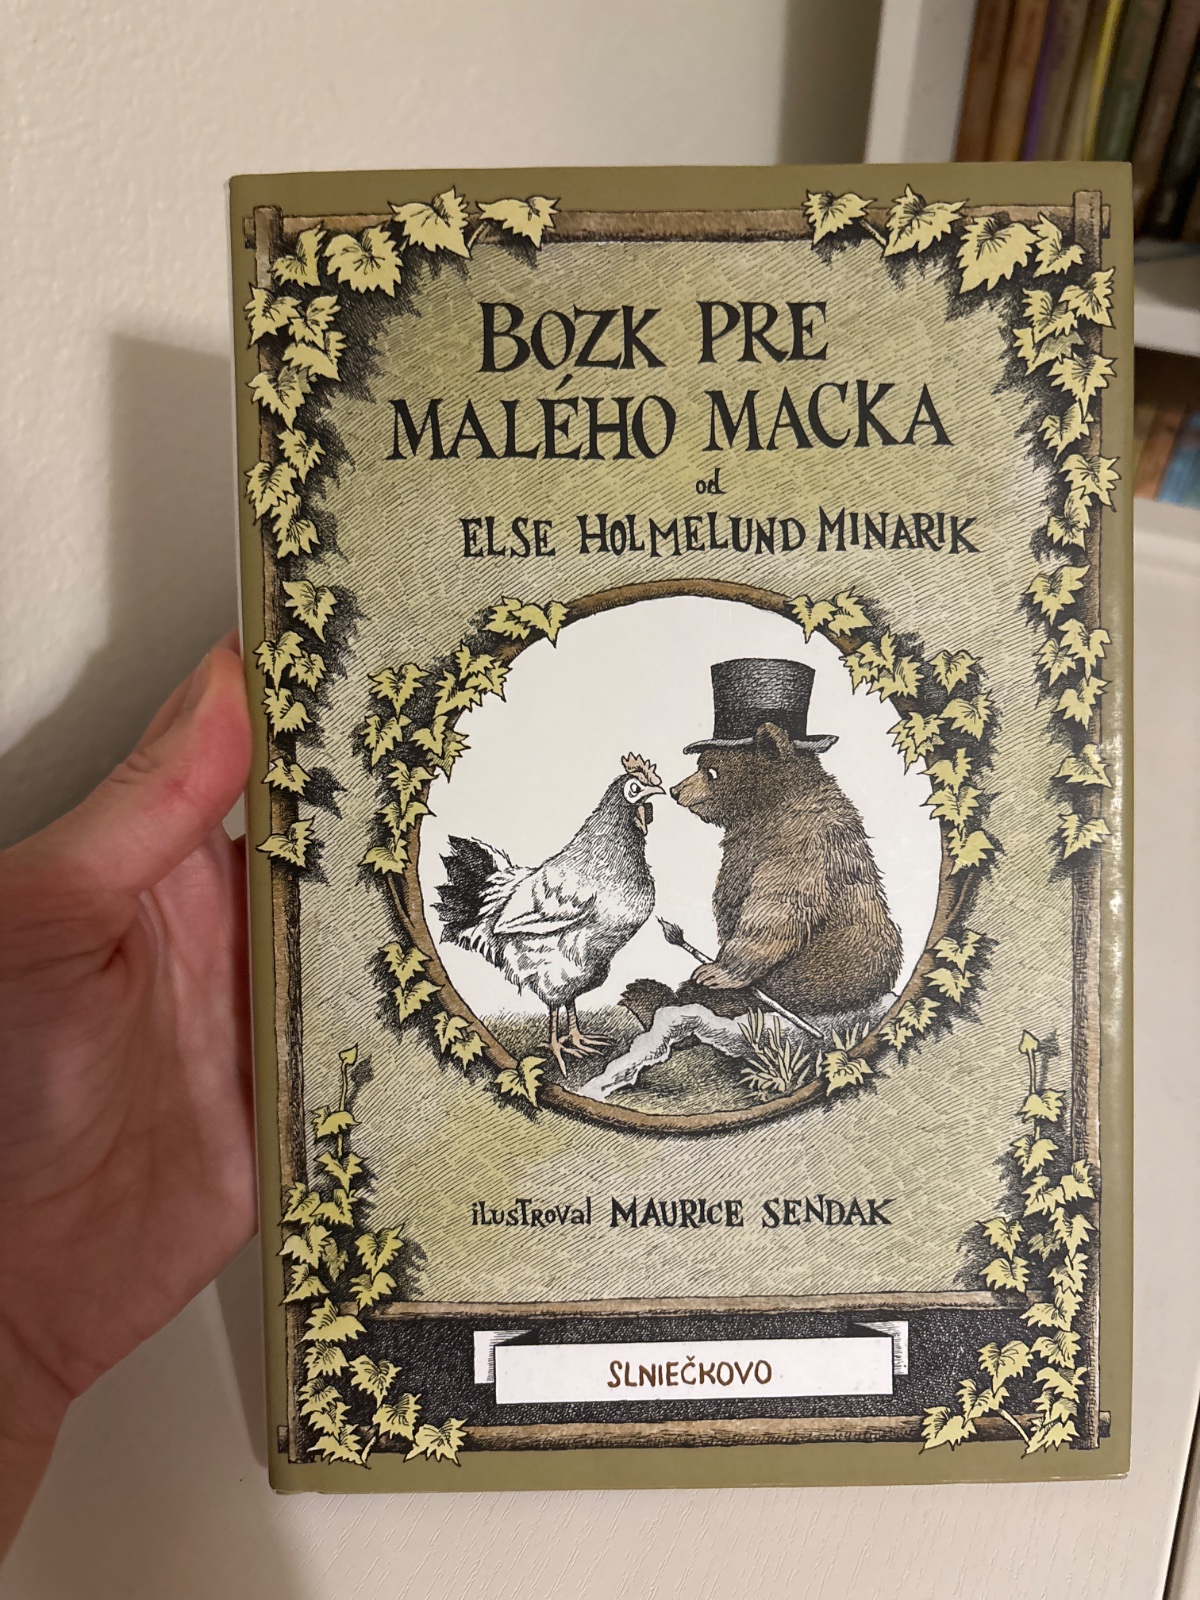 BOZK PRE
MALÉHO MACKA
od
ELSE HOLMELUND MINARIK
ilustroval MAURICE SENDAK
SLNIEČKOVO